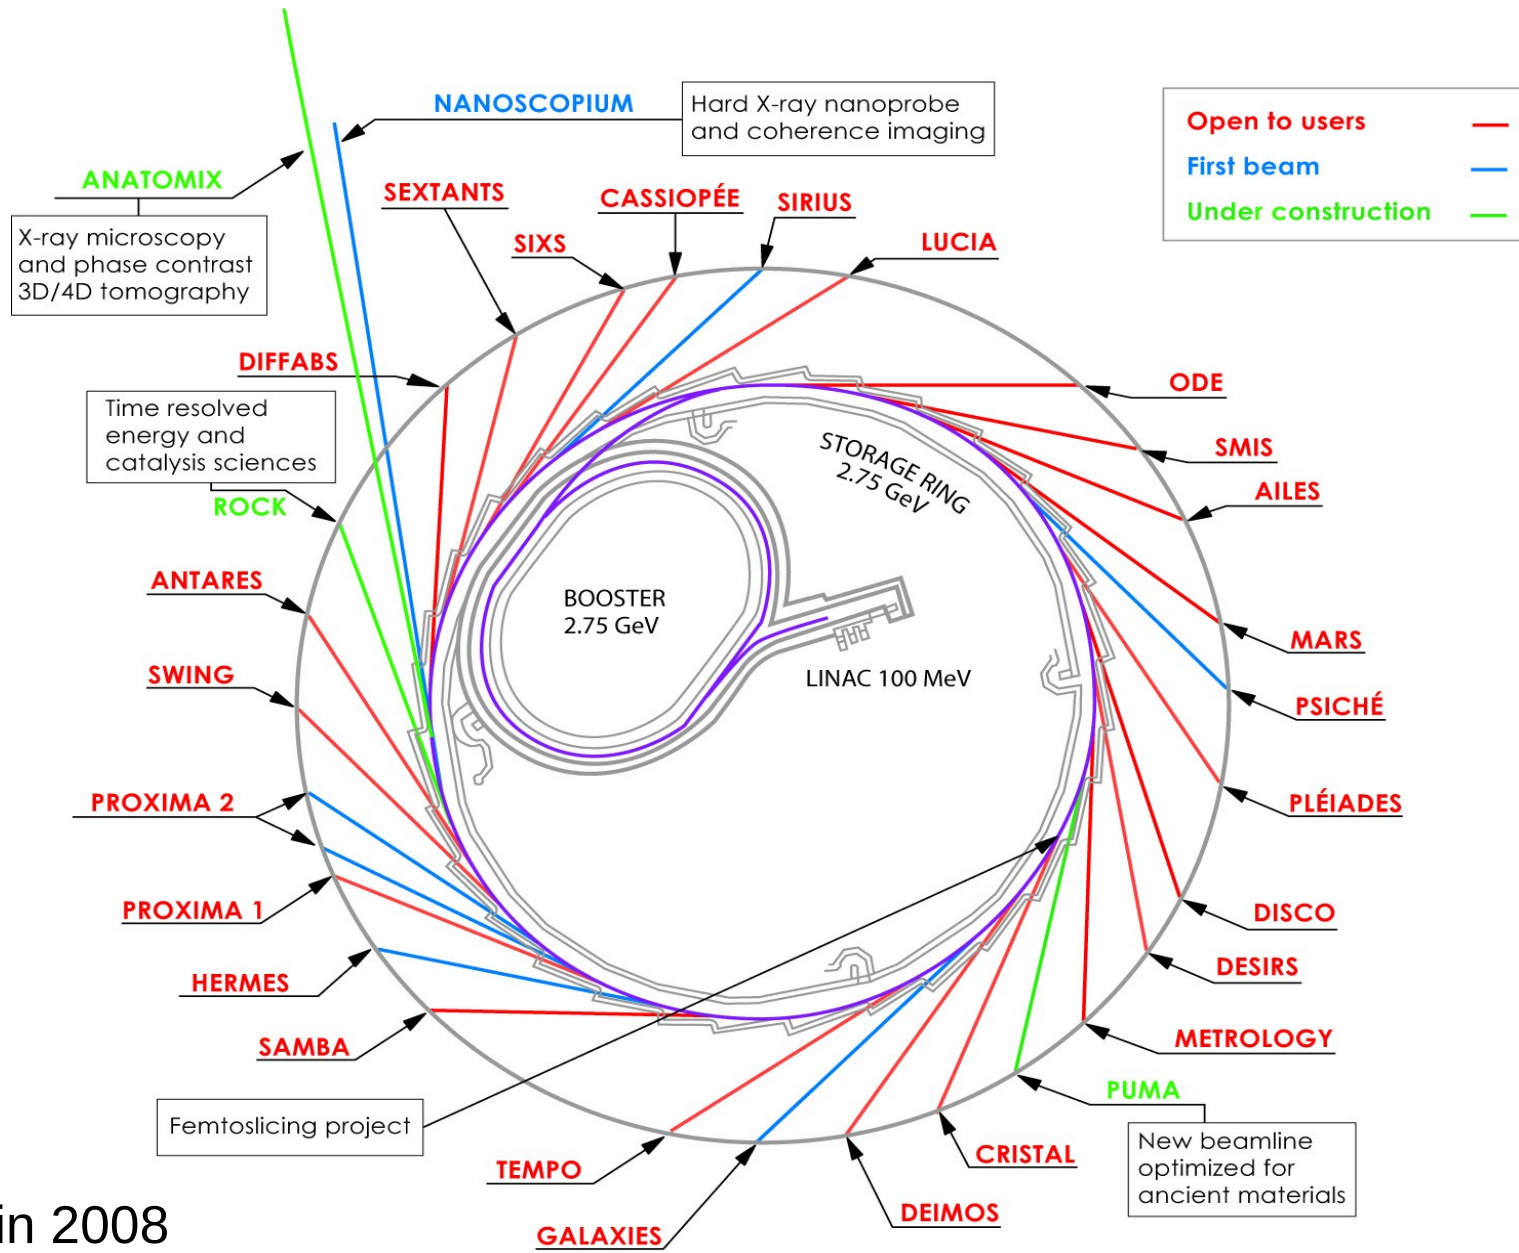 NANOSCOPIUM
Hard X-ray nanoprobe
and coherence imaging
Open to users
First beam
Under construction
ANATOMIX
X-ray microscopy
and phase contrast
3D/4D tomography
SEXTANTS
CASSIOPÉE
SIRIUS
SIXS
LUCIA
DIFFABS
ODE
Time resolved
energy and
catalysis sciences
ROCK
SMIS
AILES
STORAGE RING
2.75 GeV
ANTARES
BOOSTER
2.75 GeV
MARS
SWING
LINAC 100 MeV
PSICHÉ
PROXIMA 2
PLÉIADES
PROXIMA 1
DISCO
HERMES
DESIRS
SAMBA
METROLOGY
PUMA
New beamline
optimized for
ancient materials
Femtoslicing project
CRISTAL
TEMPO
DEIMOS
GALAXIES
in 2008